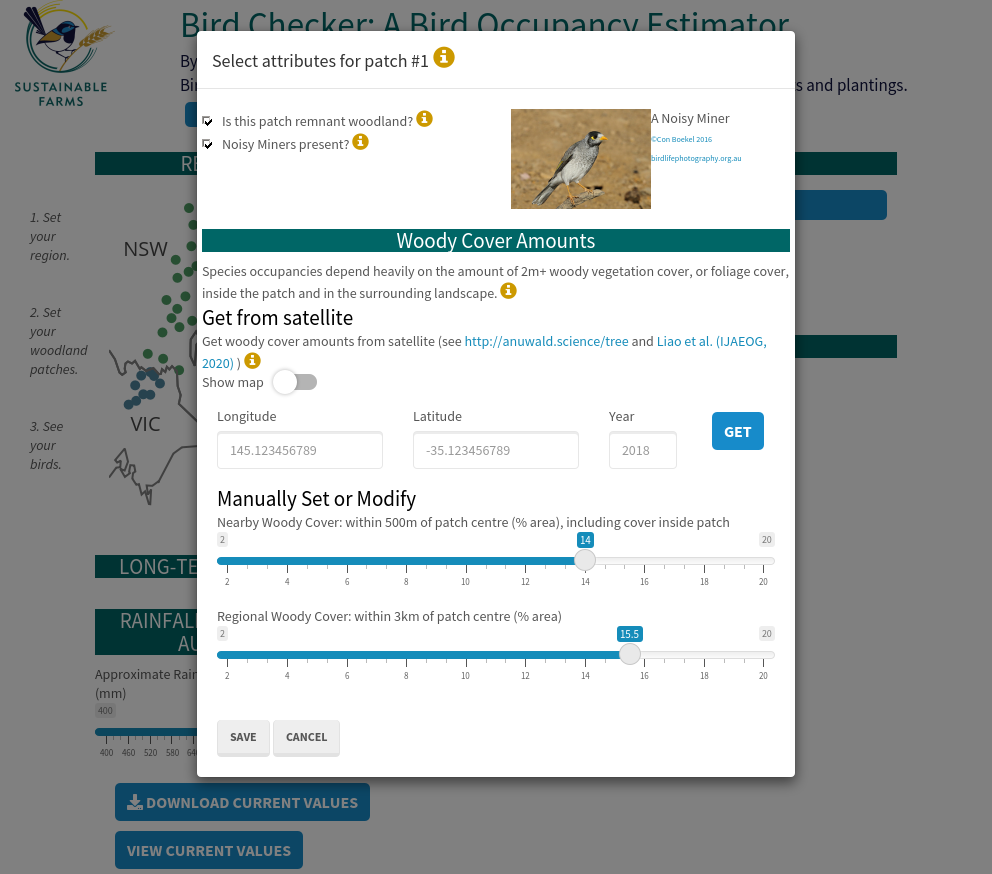 Bird Checker: A Bird Occupancy Estimator
By
Bir
s and plantings.
SUSTAINABLE
FARMS
Select attributes for patch #1
Is this patch remnant woodland?
Noisy Miners present?
A Noisy Miner
©Con Boekel 2016
birdlifephotography.org.au
RE
1. Set
your
region.
NSW
2. Set
your
woodland
patches.
VIC
3. See
your
birds.
Woody Cover Amounts
Species occupancies depend heavily on the amount of 2m+ woody vegetation cover, or foliage cover,
inside the patch and in the surrounding landscape.
Get from satellite
Get woody cover amounts from satellite (see http://anuwald.science/tree and Liao et al. (IJAEOG,
2020) )
Show map
Longitude Latitude Year
145.123456789 -35.123456789 2018 GET
Manually Set or Modify
Nearby Woody Cover: within 500m of patch centre (% area), including cover inside patch
2 14 20
2 4 6 8 10 12 14 16 18 20
Regional Woody Cover: within 3km of patch centre (% area)
2 15.5 20
2 4 6 8 10 12 14 16 18 20
SAVE CANCEL
LONG-TE
RAINFAL
AU
Approximate Rain
(mm)
400
400 460 520 580 640
DOWNLOAD CURRENT VALUES
VIEW CURRENT VALUES